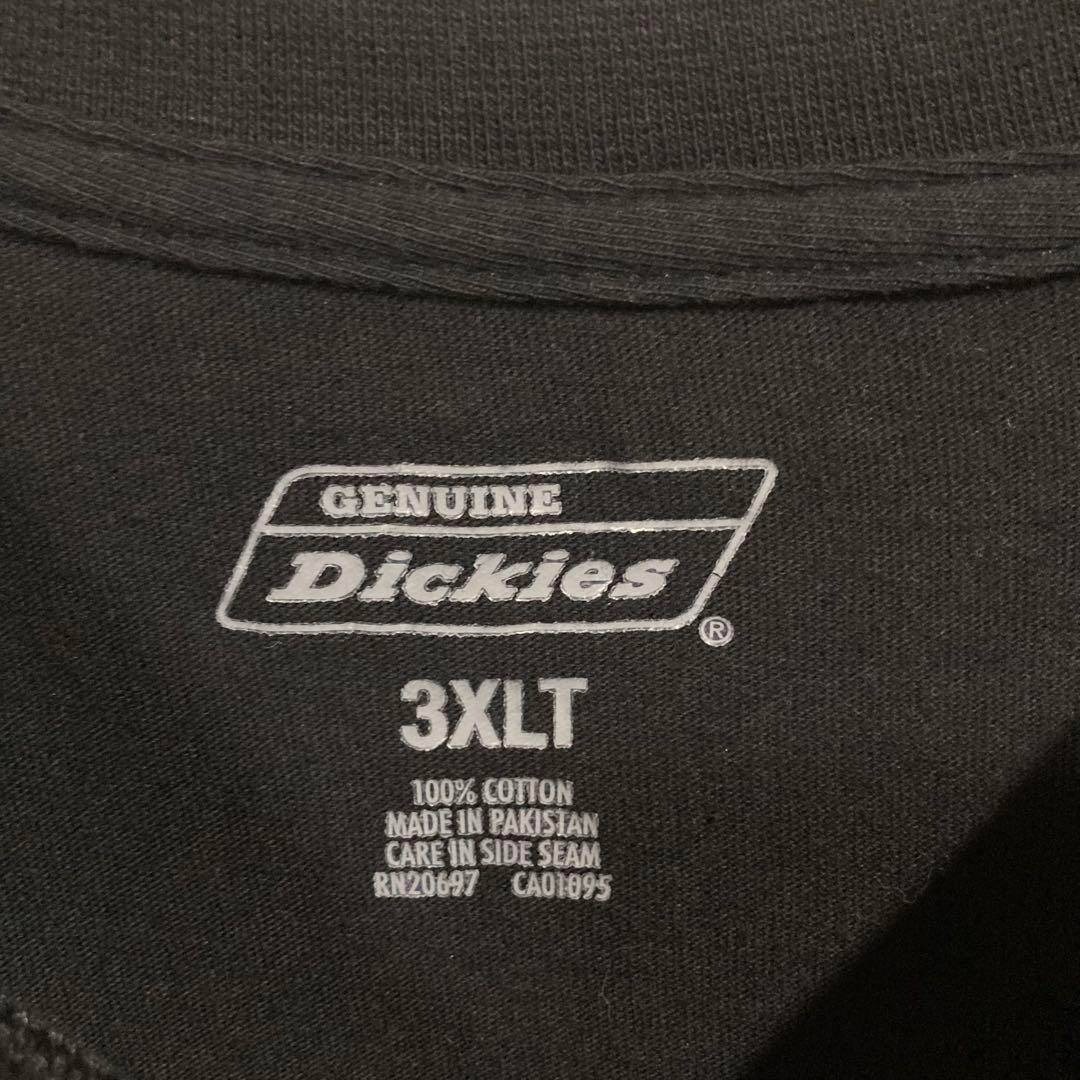 GENUINE
Dickies
®
3XLT
100% COTTON
MADE IN PAKISTAN
CARE IN SIDE SEAM
RN20697 CA01095